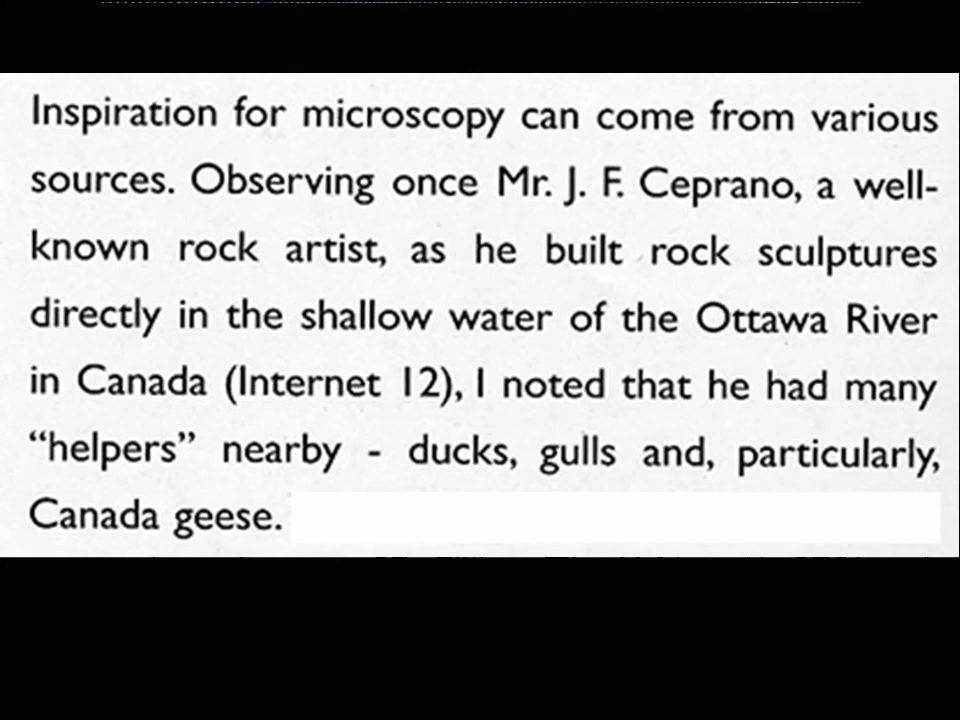 Inspiration for microscopy can come from various
sources. Observing once Mr. J. F. Ceprano, a well-
known rock artist, as he built rock sculptures
directly in the shallow water of the Ottawa River
in Canada (Internet 12), I noted that he had many
“helpers” nearby - ducks, gulls and, particularly,
Canada geese.